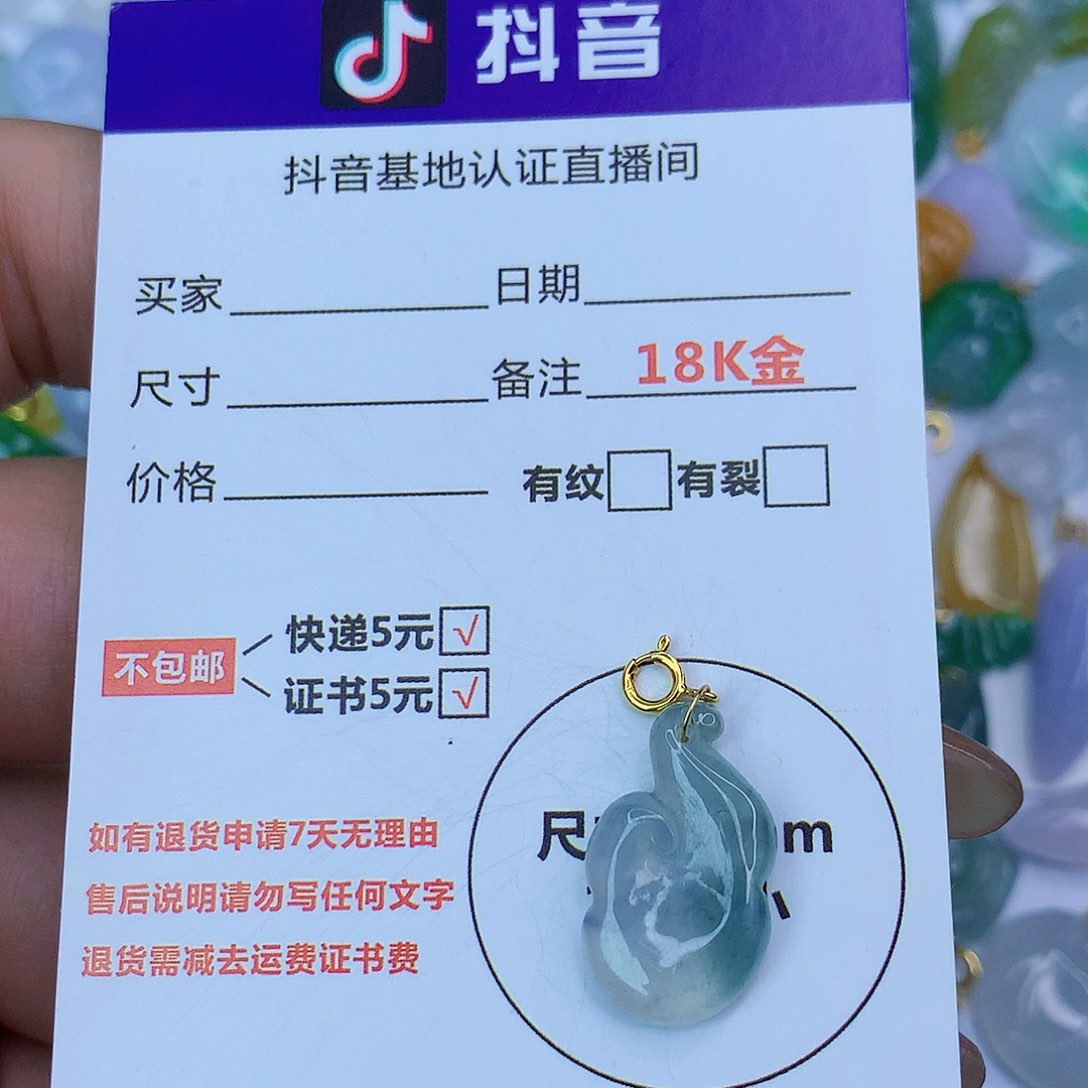 抖音
抖音基地认证直播间
买家 日期
尺寸 备注 18K金
价格 有纹 有裂
不包邮 快递5元 √
证书5元 √
如有退货申请7天无理由
售后说明请勿写任何文字
退货需减去运费证书费
尺 m